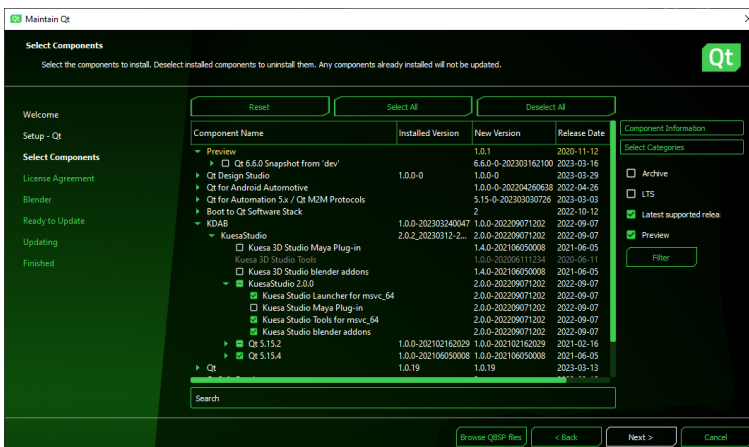 Qt Maintain Qt
Select Components
Select the components to install. Deselect installed components to uninstall them. Any components already installed will not be updated.
Qt
Welcome
Setup - Qt
Select Components
License Agreement
Blender
Ready to Update
Updating
Finished
Reset Select All Deselect All
Component Name Installed Version New Version Release Date
Preview 1.0.1 2020-11-12
Qt 6.6.0 Snapshot from 'dev' 6.6.0-0-202303162100 2023-03-16
Qt Design Studio 1.0.0-0 1.0.0-0 2023-03-29
Qt for Android Automotive 1.0.0-0-202204260638 2022-04-26
Qt for Automation 5.x / Qt M2M Protocols 5.15-0-202303030726 2023-03-03
Boot to Qt Software Stack 2 2022-10-12
KDAB 1.0.0-202303240047 1.0.0-202209071202 2022-09-07
KuesaStudio 2.0.2_20230312-2... 2.0.0-202209071202 2022-09-07
Kuesa 3D Studio Maya Plug-in 1.4.0-202106050008 2021-06-05
Kuesa 3D Studio Tools 1.0.0-202006111234 2020-06-11
Kuesa 3D Studio blender addons 1.4.0-202106050008 2021-06-05
KuesaStudio 2.0.0 2.0.0-202209071202 2022-09-07
Kuesa Studio Launcher for msvc_64 2.0.0-202209071202 2022-09-07
Kuesa Studio Maya Plug-in 2.0.0-202209071202 2022-09-07
Kuesa Studio Tools for msvc_64 2.0.0-202209071202 2022-09-07
Kuesa Studio blender addons 2.0.0-202209071202 2022-09-07
Qt 5.15.2 1.0.0-202102162029 1.0.0-202102162029 2021-02-16
Qt 5.15.4 1.0.0-202106050008 1.0.0-202106050008 2021-06-05
Qt 1.0.19 1.0.19 2023-03-13
Search
Component Information
Select Categories
Archive
LTS
Latest supported relea
Preview
Filter
Browse QBSP files < Back Next > Cancel